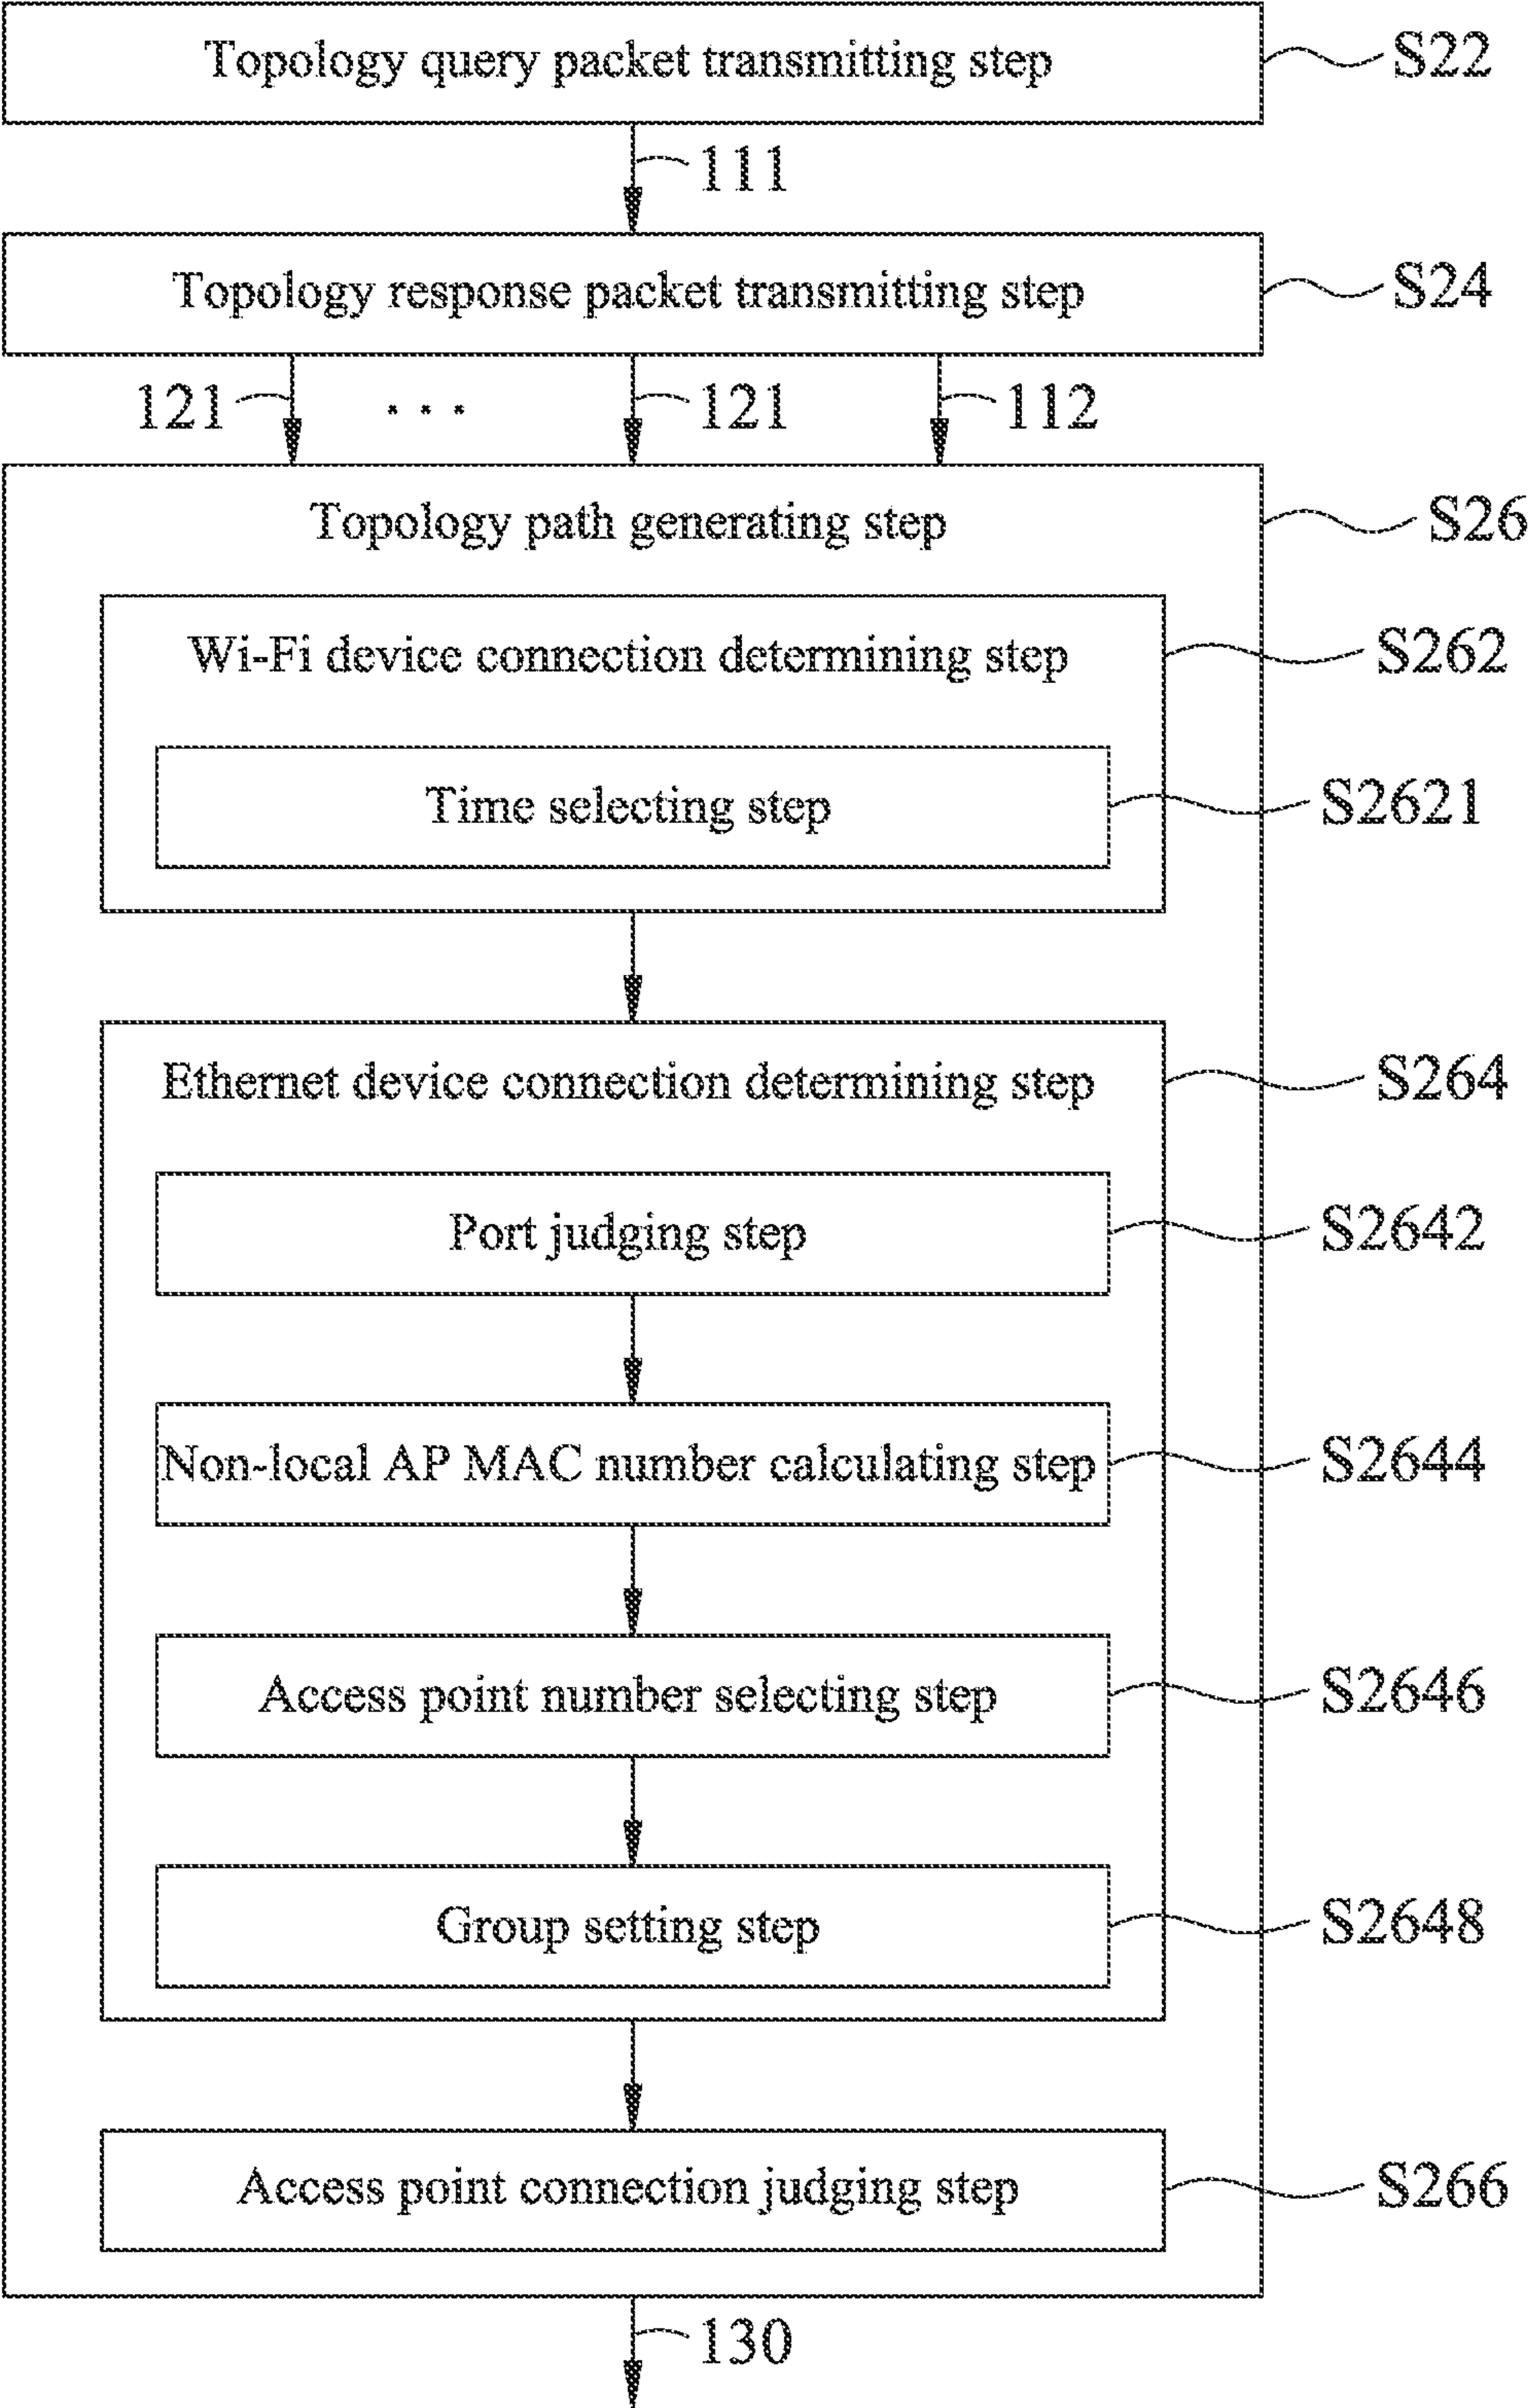 Topology query packet transmitting step
S22
111
Topology response packet transmitting step
S24
121
...
121
112
Topology path generating step
S26
Wi-Fi device connection determining step
S262
Time selecting step
S2621
Ethernet device connection determining step
S264
Port judging step
S2642
Non-local AP MAC number calculating step
S2644
Access point number selecting step
S2646
Group setting step
S2648
Access point connection judging step
S266
130